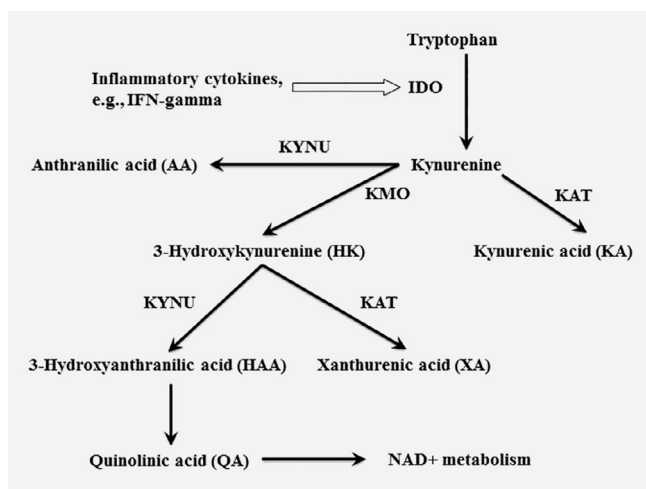 Tryptophan
Inflammatory cytokines,
e.g., IFN-gamma
IDO
KYNU
Anthranilic acid (AA)
Kynurenine
KMO
KAT
3-Hydroxykynurenine (HK)
Kynurenic acid (KA)
KYNU
KAT
3-Hydroxyanthranilic acid (HAA)
Xanthurenic acid (XA)
Quinolinic acid (QA)
NAD+ metabolism